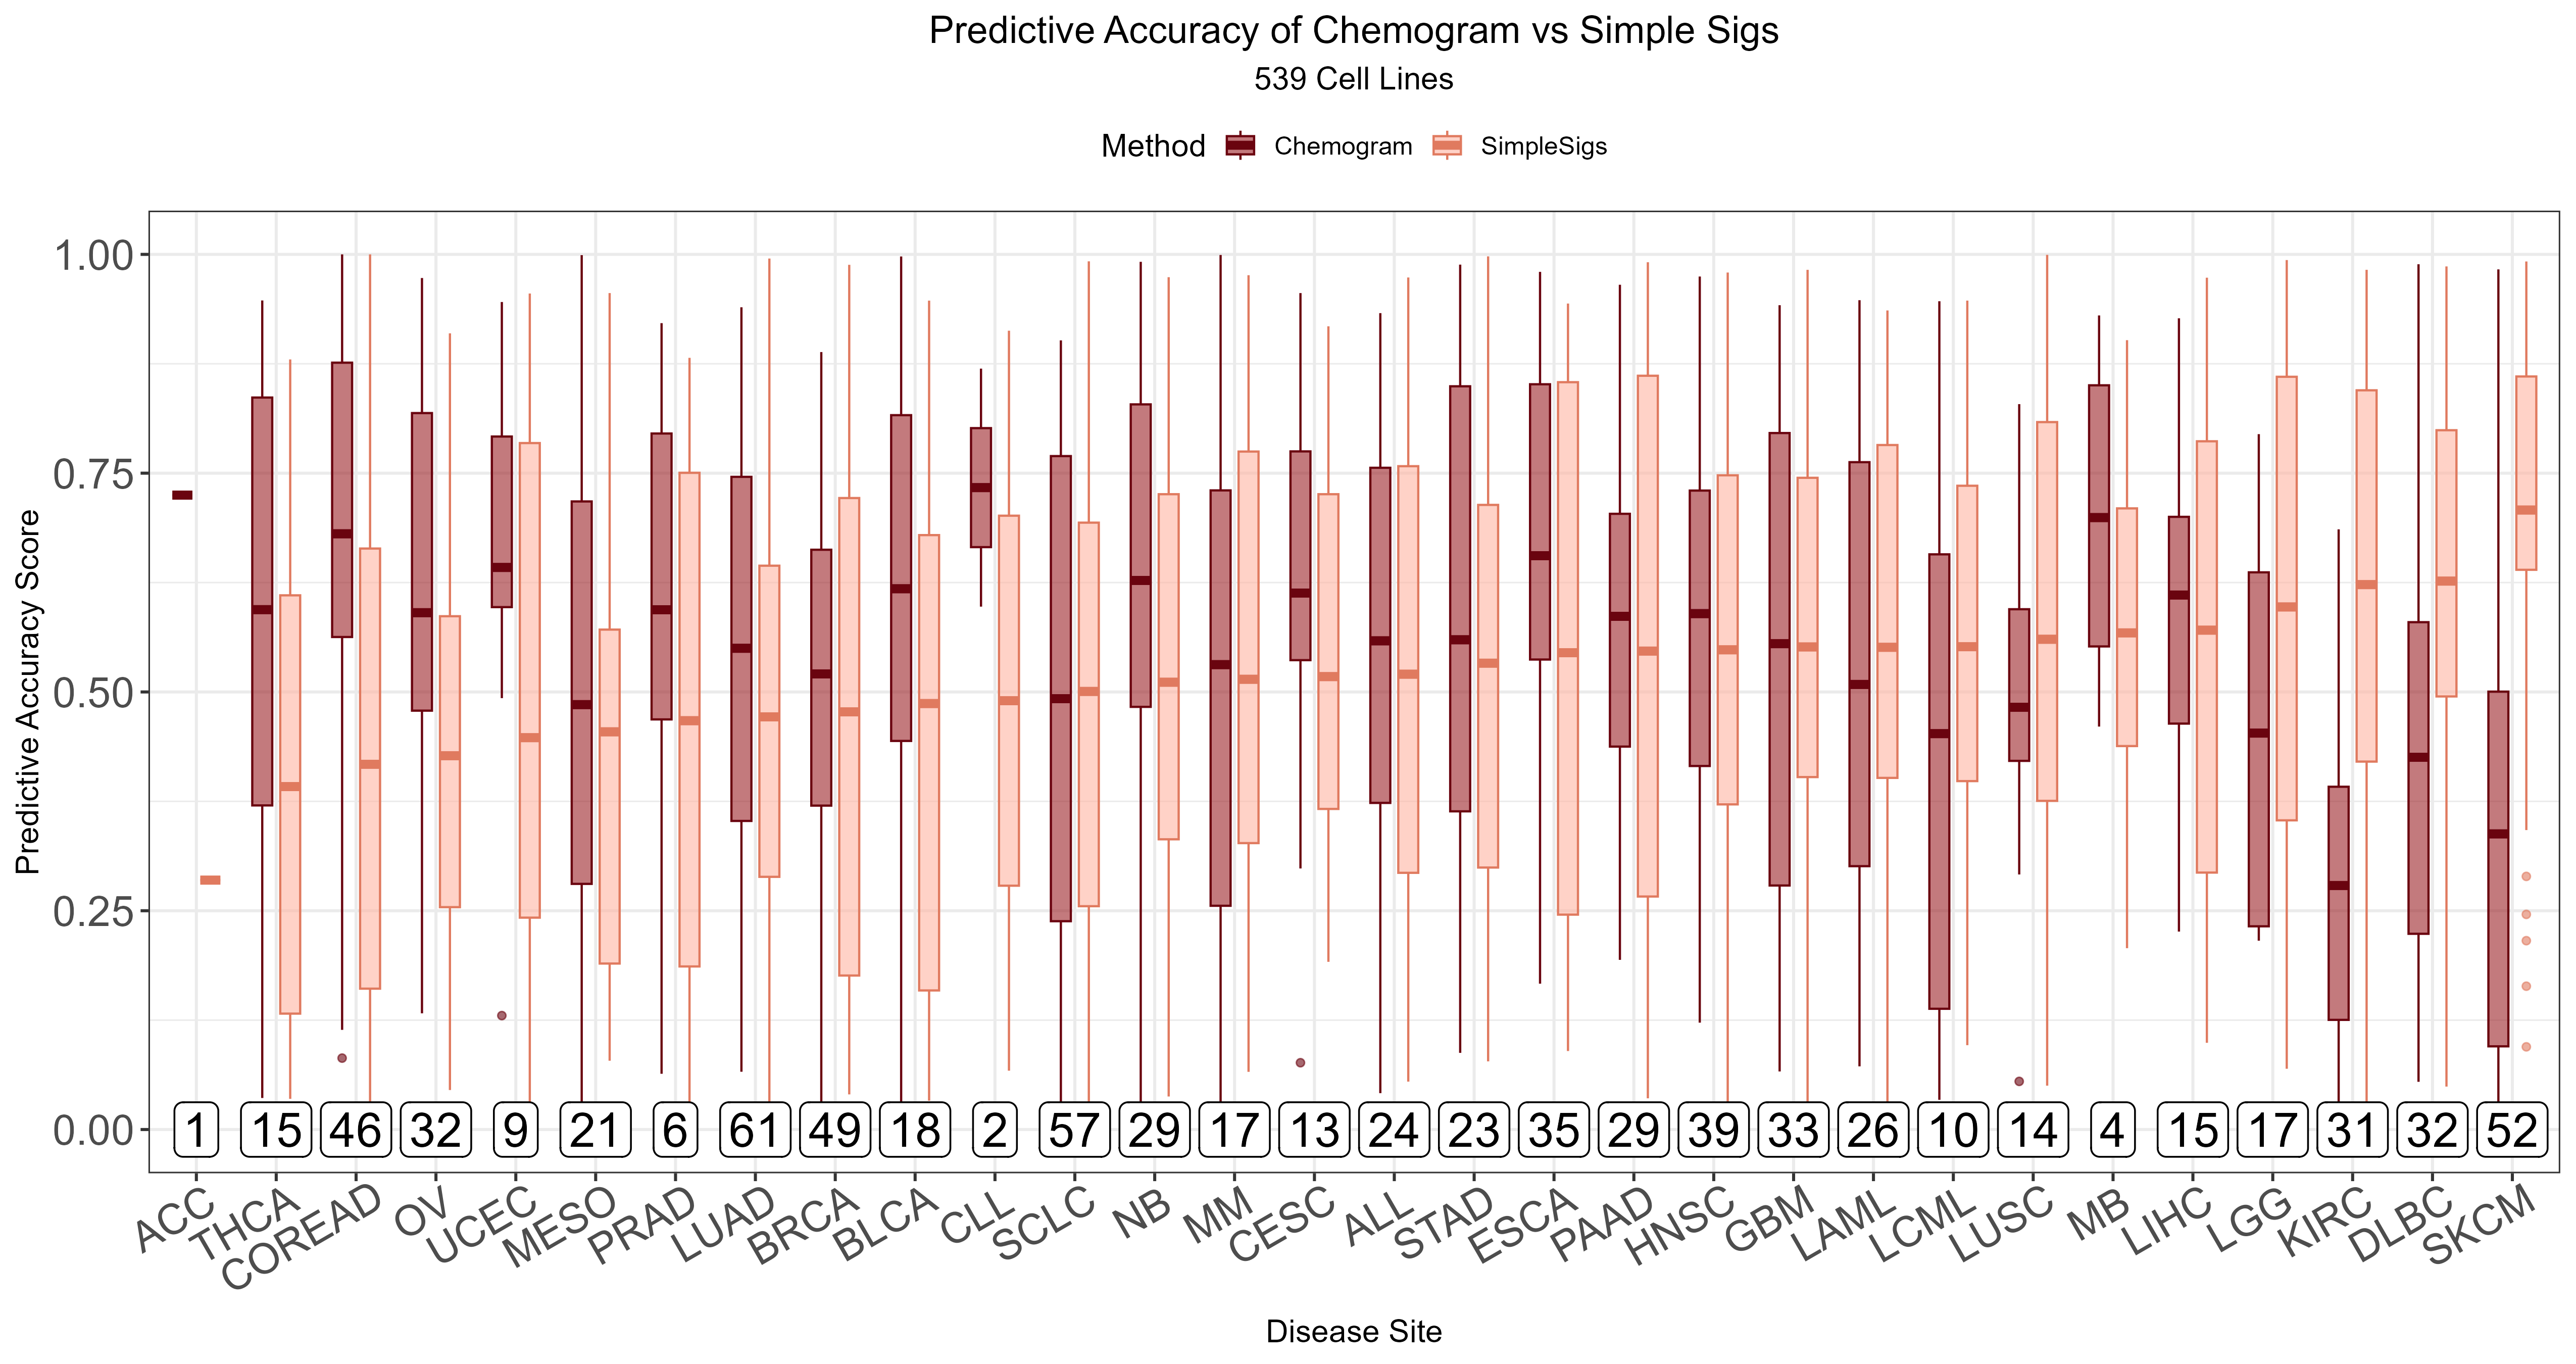 Predictive Accuracy of Chemogram vs Simple Sigs
539 Cell Lines
Method Chemogram SimpleSigs
Predictive Accuracy Score
1.00
0.75
0.50
0.25
0.00
1 15 46 32 9 21 6 61 49 18 2 57 29 17 13 24 23 35 29 39 33 26 10 14 4 15 17 31 32 52
ACC THCA COREAD OV UCEC MESO PRAD LUAD BRCA BLCA CLL SCLC NB MM CESC ALL STAD ESCA PAAD HNSC GBM LAML LCML LUSC MB LIHC LGG KIRC DLBC SKCM
Disease Site